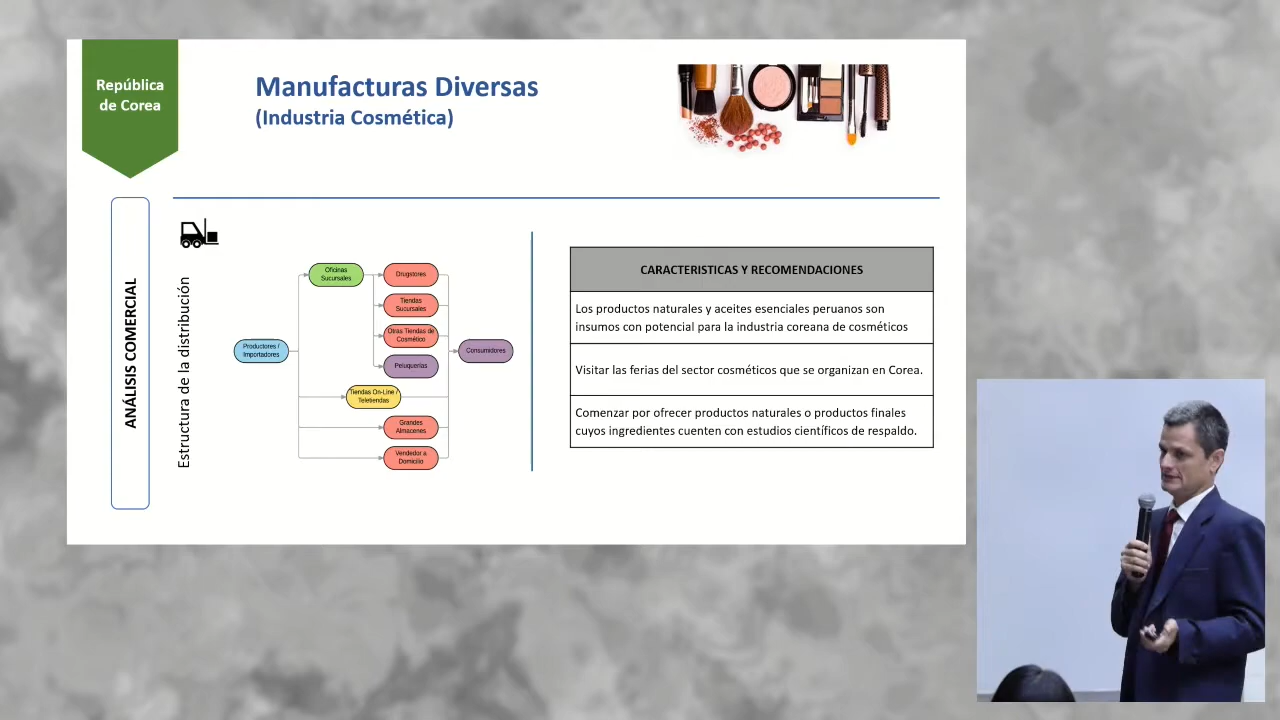 República
de Corea
Manufacturas Diversas
(Industria Cosmética)
ANÁLISIS COMERCIAL
Estructura de la distribución
Oficinas
Sucursales
Drugstores
Tiendas
Sucursales
Otras Tiendas de
Cosmético
Peluquerías
Productores /
Importadores
Consumidores
Tiendas On-Line /
Teletiendas
Grandes
Almacenes
Vendedor a
Domicilio
CARACTERISTICAS Y RECOMENDACIONES
Los productos naturales y aceites esenciales peruanos son
insumos con potencial para la industria coreana de cosméticos
Visitar las ferias del sector cosméticos que se organizan en Corea.
Comenzar por ofrecer productos naturales o productos finales
cuyos ingredientes cuenten con estudios científicos de respaldo.